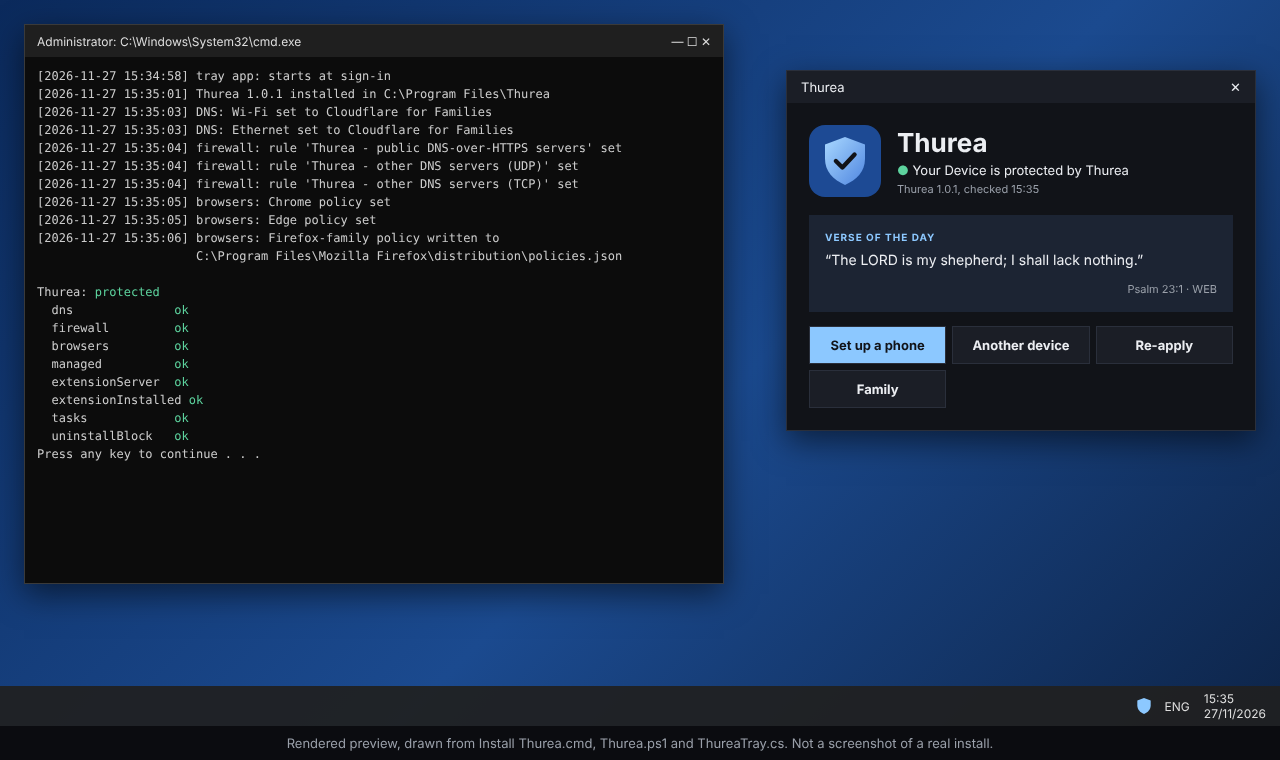 Administrator: C:\Windows\System32\cmd.exe
[2026-11-27 15:34:58] tray app: starts at sign-in
[2026-11-27 15:35:01] Thurea 1.0.1 installed in C:\Program Files\Thurea
[2026-11-27 15:35:03] DNS: Wi-Fi set to Cloudflare for Families
[2026-11-27 15:35:03] DNS: Ethernet set to Cloudflare for Families
[2026-11-27 15:35:04] firewall: rule 'Thurea - public DNS-over-HTTPS servers' set
[2026-11-27 15:35:04] firewall: rule 'Thurea - other DNS servers (UDP)' set
[2026-11-27 15:35:04] firewall: rule 'Thurea - other DNS servers (TCP)' set
[2026-11-27 15:35:05] browsers: Chrome policy set
[2026-11-27 15:35:05] browsers: Edge policy set
[2026-11-27 15:35:06] browsers: Firefox-family policy written to
C:\Program Files\Mozilla Firefox\distribution\policies.json
Thurea: protected
dns ok
firewall ok
browsers ok
managed ok
extensionServer ok
extensionInstalled ok
tasks ok
uninstallBlock ok
Press any key to continue . . .
Thurea
Thurea
Your Device is protected by Thurea
Thurea 1.0.1, checked 15:35
VERSE OF THE DAY
“The LORD is my shepherd; I shall lack nothing.”
Psalm 23:1 · WEB
Set up a phone
Another device
Re-apply
Family
ENG
15:35
27/11/2026
Rendered preview, drawn from Install Thurea.cmd, Thurea.ps1 and ThureaTray.cs. Not a screenshot of a real install.